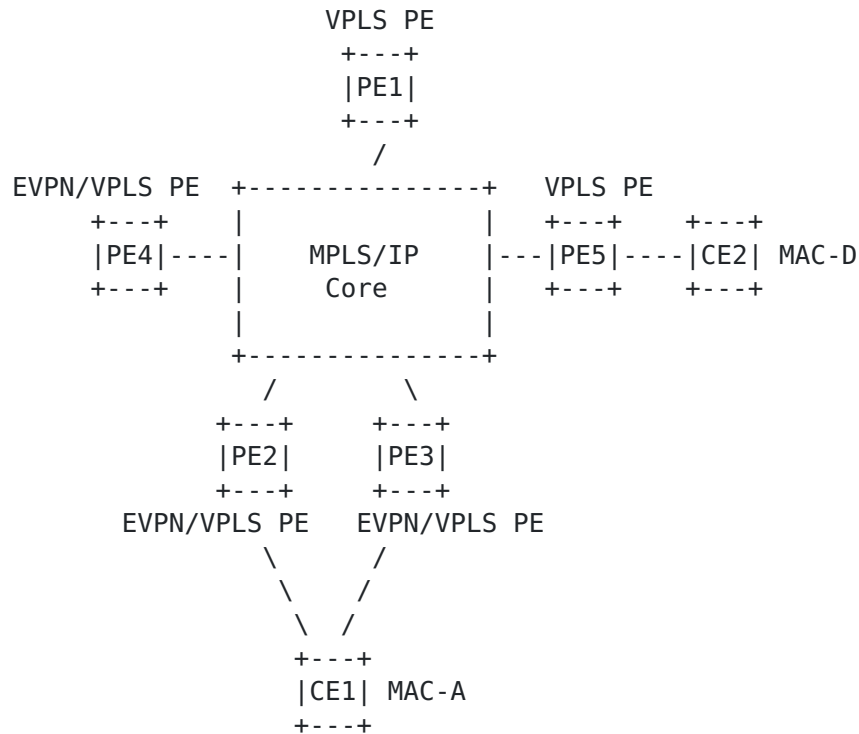 VPLS PE
PE1
EVPN/VPLS PE VPLS PE
PE4 MPLS/IP PE5 CE2 MAC-D
Core
PE2 PE3
EVPN/VPLS PE EVPN/VPLS PE
CE1 MAC-A